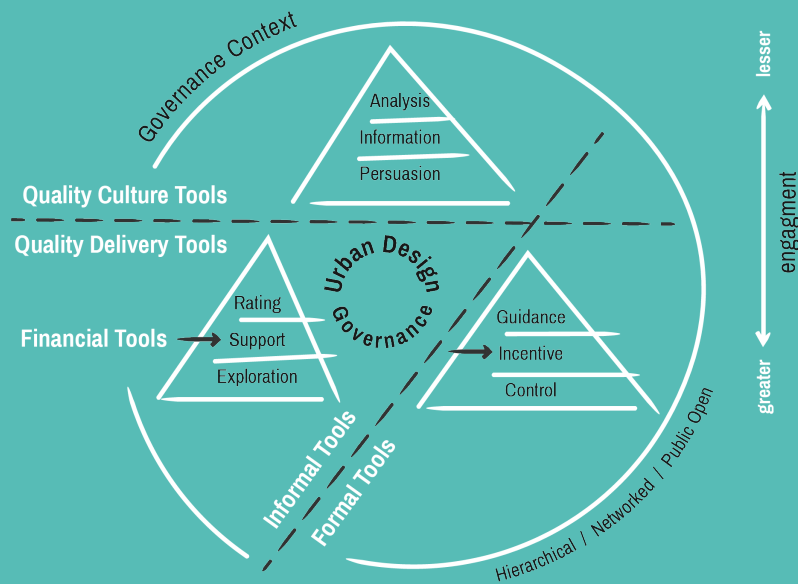 Governance Context
Analysis
Information
Persuasion
lesser
engagment
greater
Quality Culture Tools
Quality Delivery Tools
Urban Design
Governance
Rating
Support
Exploration
Financial Tools
Guidance
Incentive
Control
Informal Tools
Formal Tools
Hierarchical / Networked / Public Open